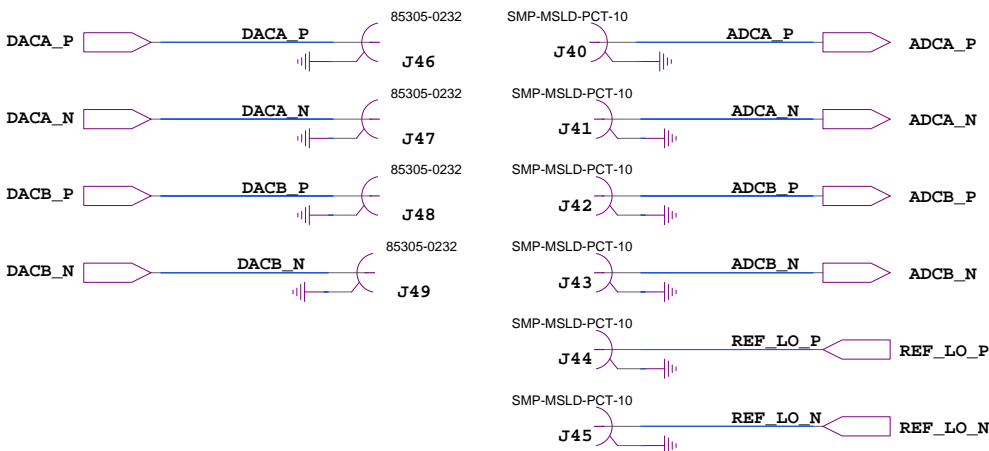 85305-0232
DACA_P
DACA_P
J46
85305-0232
DACA_N
DACA_N
J47
85305-0232
DACB_P
DACB_P
J48
85305-0232
DACB_N
DACB_N
J49
SMP-MSLD-PCT-10
J40
ADCA_P
ADCA_P
SMP-MSLD-PCT-10
J41
ADCA_N
ADCA_N
SMP-MSLD-PCT-10
J42
ADCB_P
ADCB_P
SMP-MSLD-PCT-10
J43
ADCB_N
ADCB_N
SMP-MSLD-PCT-10
J44
REF_LO_P
REF_LO_P
SMP-MSLD-PCT-10
J45
REF_LO_N
REF_LO_N